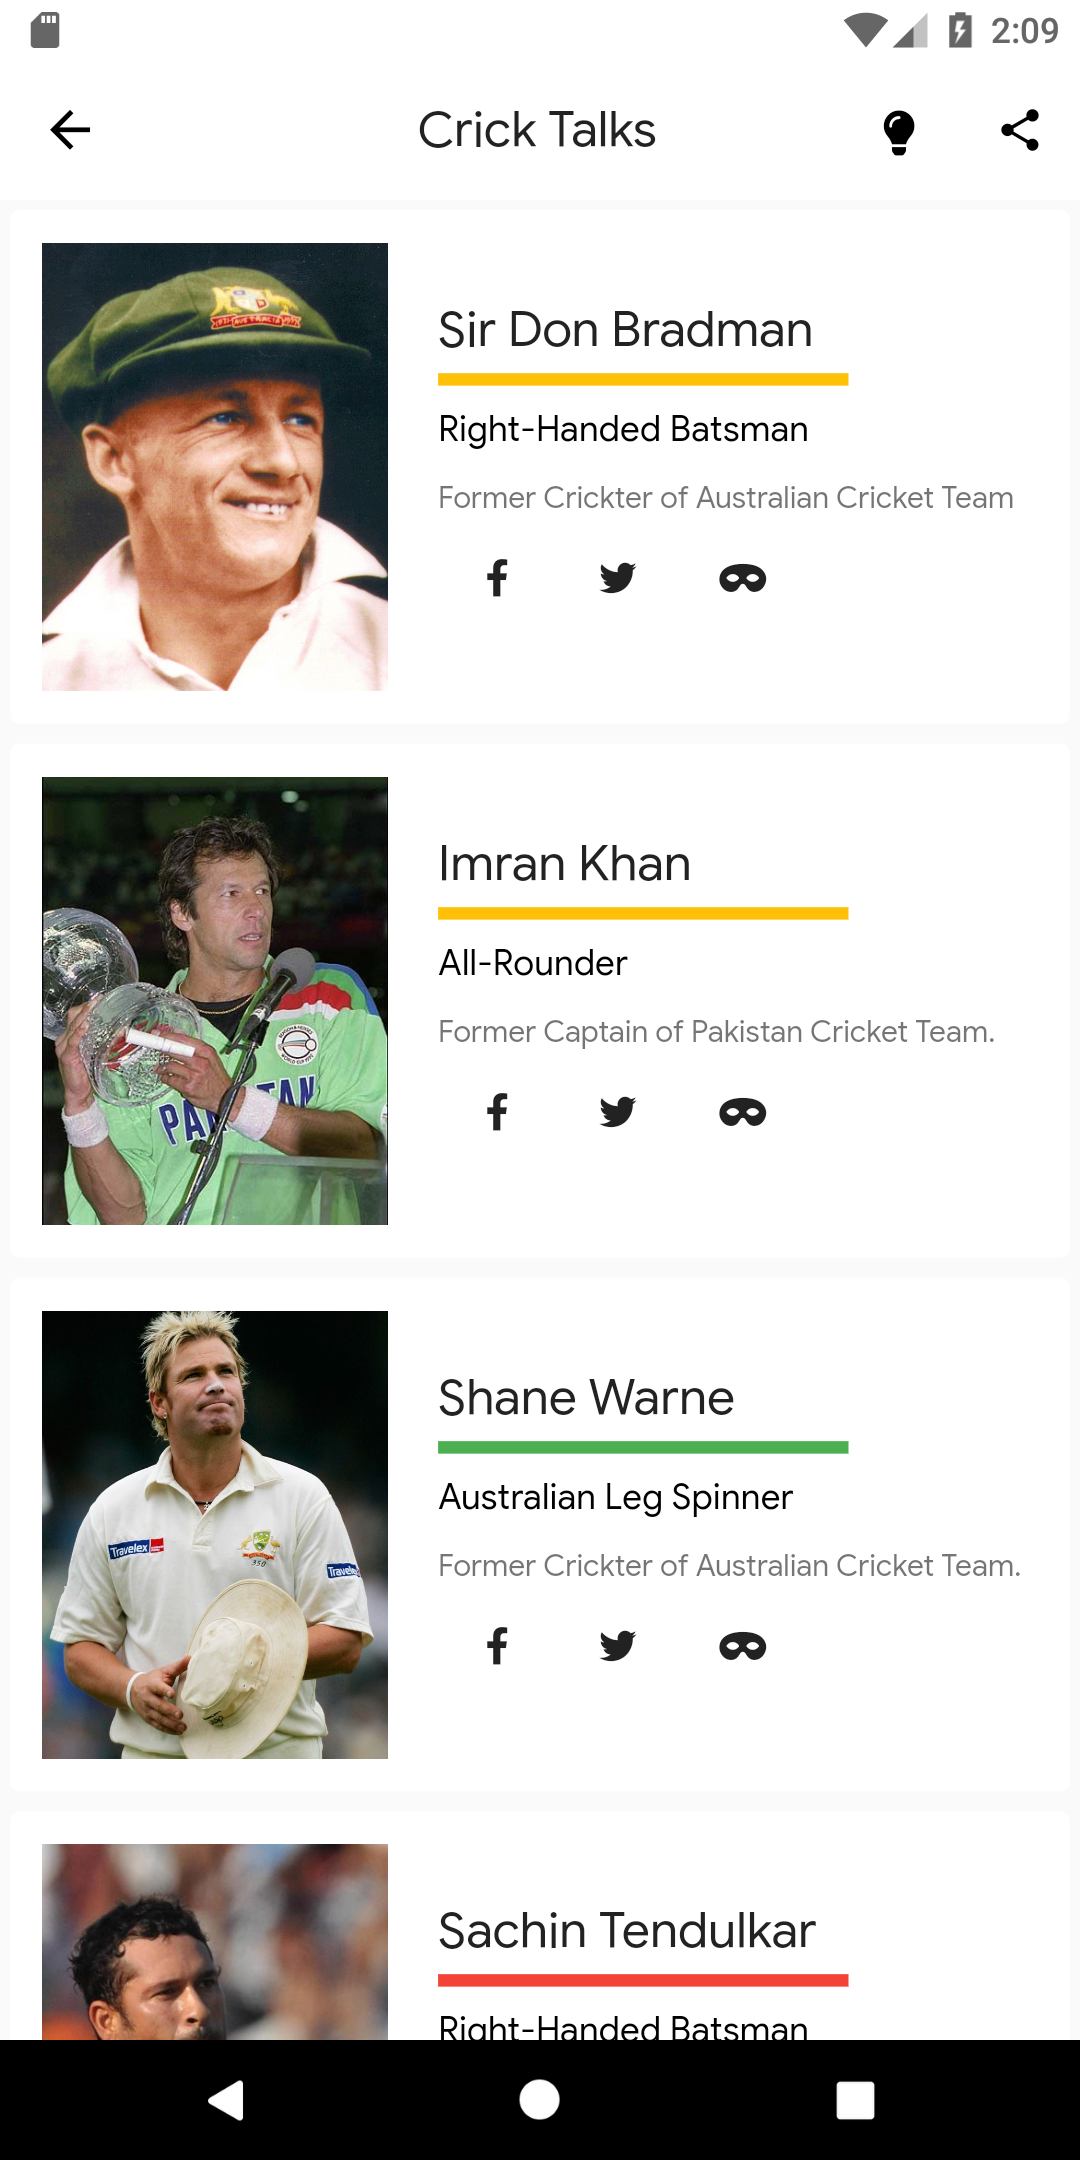 2:09
Crick Talks
Sir Don Bradman
Right-Handed Batsman
Former Crickter of Australian Cricket Team
Imran Khan
All-Rounder
Former Captain of Pakistan Cricket Team.
Shane Warne
Australian Leg Spinner
Former Crickter of Australian Cricket Team.
Travelex
350
Sachin Tendulkar
Right-Handed Batsman